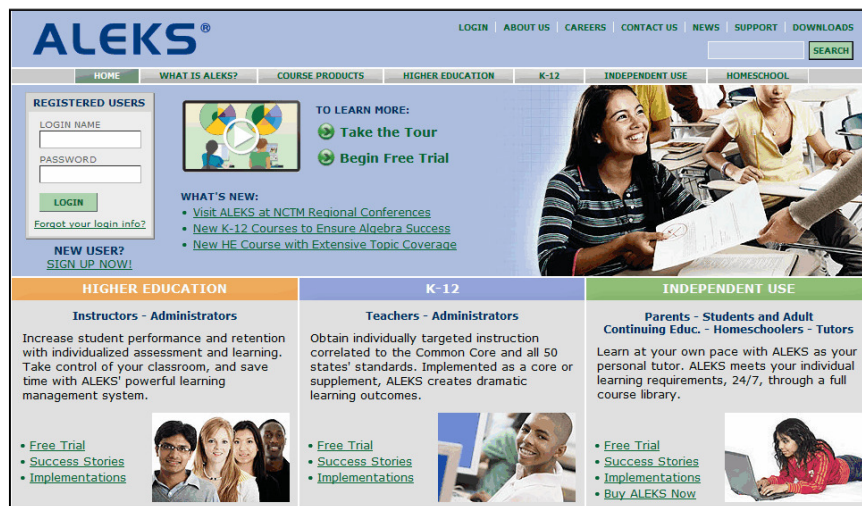 ALEKS®
LOGIN | ABOUT US | CAREERS | CONTACT US | NEWS | SUPPORT | DOWNLOADS
SEARCH
HOME
WHAT IS ALEKS?
COURSE PRODUCTS
HIGHER EDUCATION
K-12
INDEPENDENT USE
HOMESCHOOL
REGISTERED USERS
LOGIN NAME
PASSWORD
LOGIN
Forgot your login info?
NEW USER?
SIGN UP NOW!
TO LEARN MORE:
Take the Tour
Begin Free Trial
WHAT'S NEW:
• Visit ALEKS at NCTM Regional Conferences
• New K-12 Courses to Ensure Algebra Success
• New HE Course with Extensive Topic Coverage
HIGHER EDUCATION
Instructors - Administrators
Increase student performance and retention
with individualized assessment and learning.
Take control of your classroom, and save
time with ALEKS' powerful learning
management system.
• Free Trial
• Success Stories
• Implementations
K-12
Teachers - Administrators
Obtain individually targeted instruction
correlated to the Common Core and all 50
states' standards. Implemented as a core or
supplement, ALEKS creates dramatic
learning outcomes.
• Free Trial
• Success Stories
• Implementations
INDEPENDENT USE
Parents - Students and Adult
Continuing Educ. - Homeschoolers - Tutors
Learn at your own pace with ALEKS as your
personal tutor. ALEKS meets your individual
learning requirements, 24/7, through a full
course library.
• Free Trial
• Success Stories
• Implementations
• Buy ALEKS Now